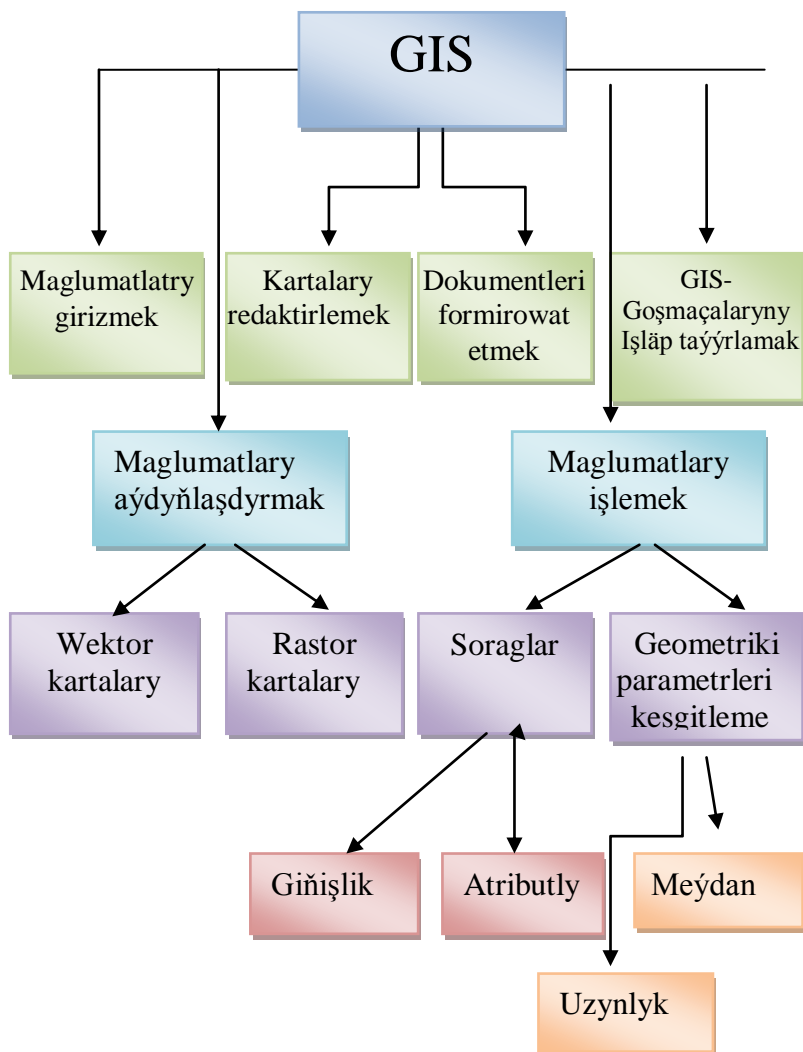 GIS
Maglumatlatry
girizmek
Kartalary
redaktirlemek
Dokumentleri
formirowat
etmek
GIS-
Goşmaçalaryny
Işläp taýýrlamak
Maglumatlary
aýdyňlaşdyrmak
Maglumatlary
işlemek
Wektor
kartalary
Rastor
kartalary
Soraglar
Geometriki
parametrleri
kesgitleme
Giňişlik
Atributly
Meýdan
Uzynlyk